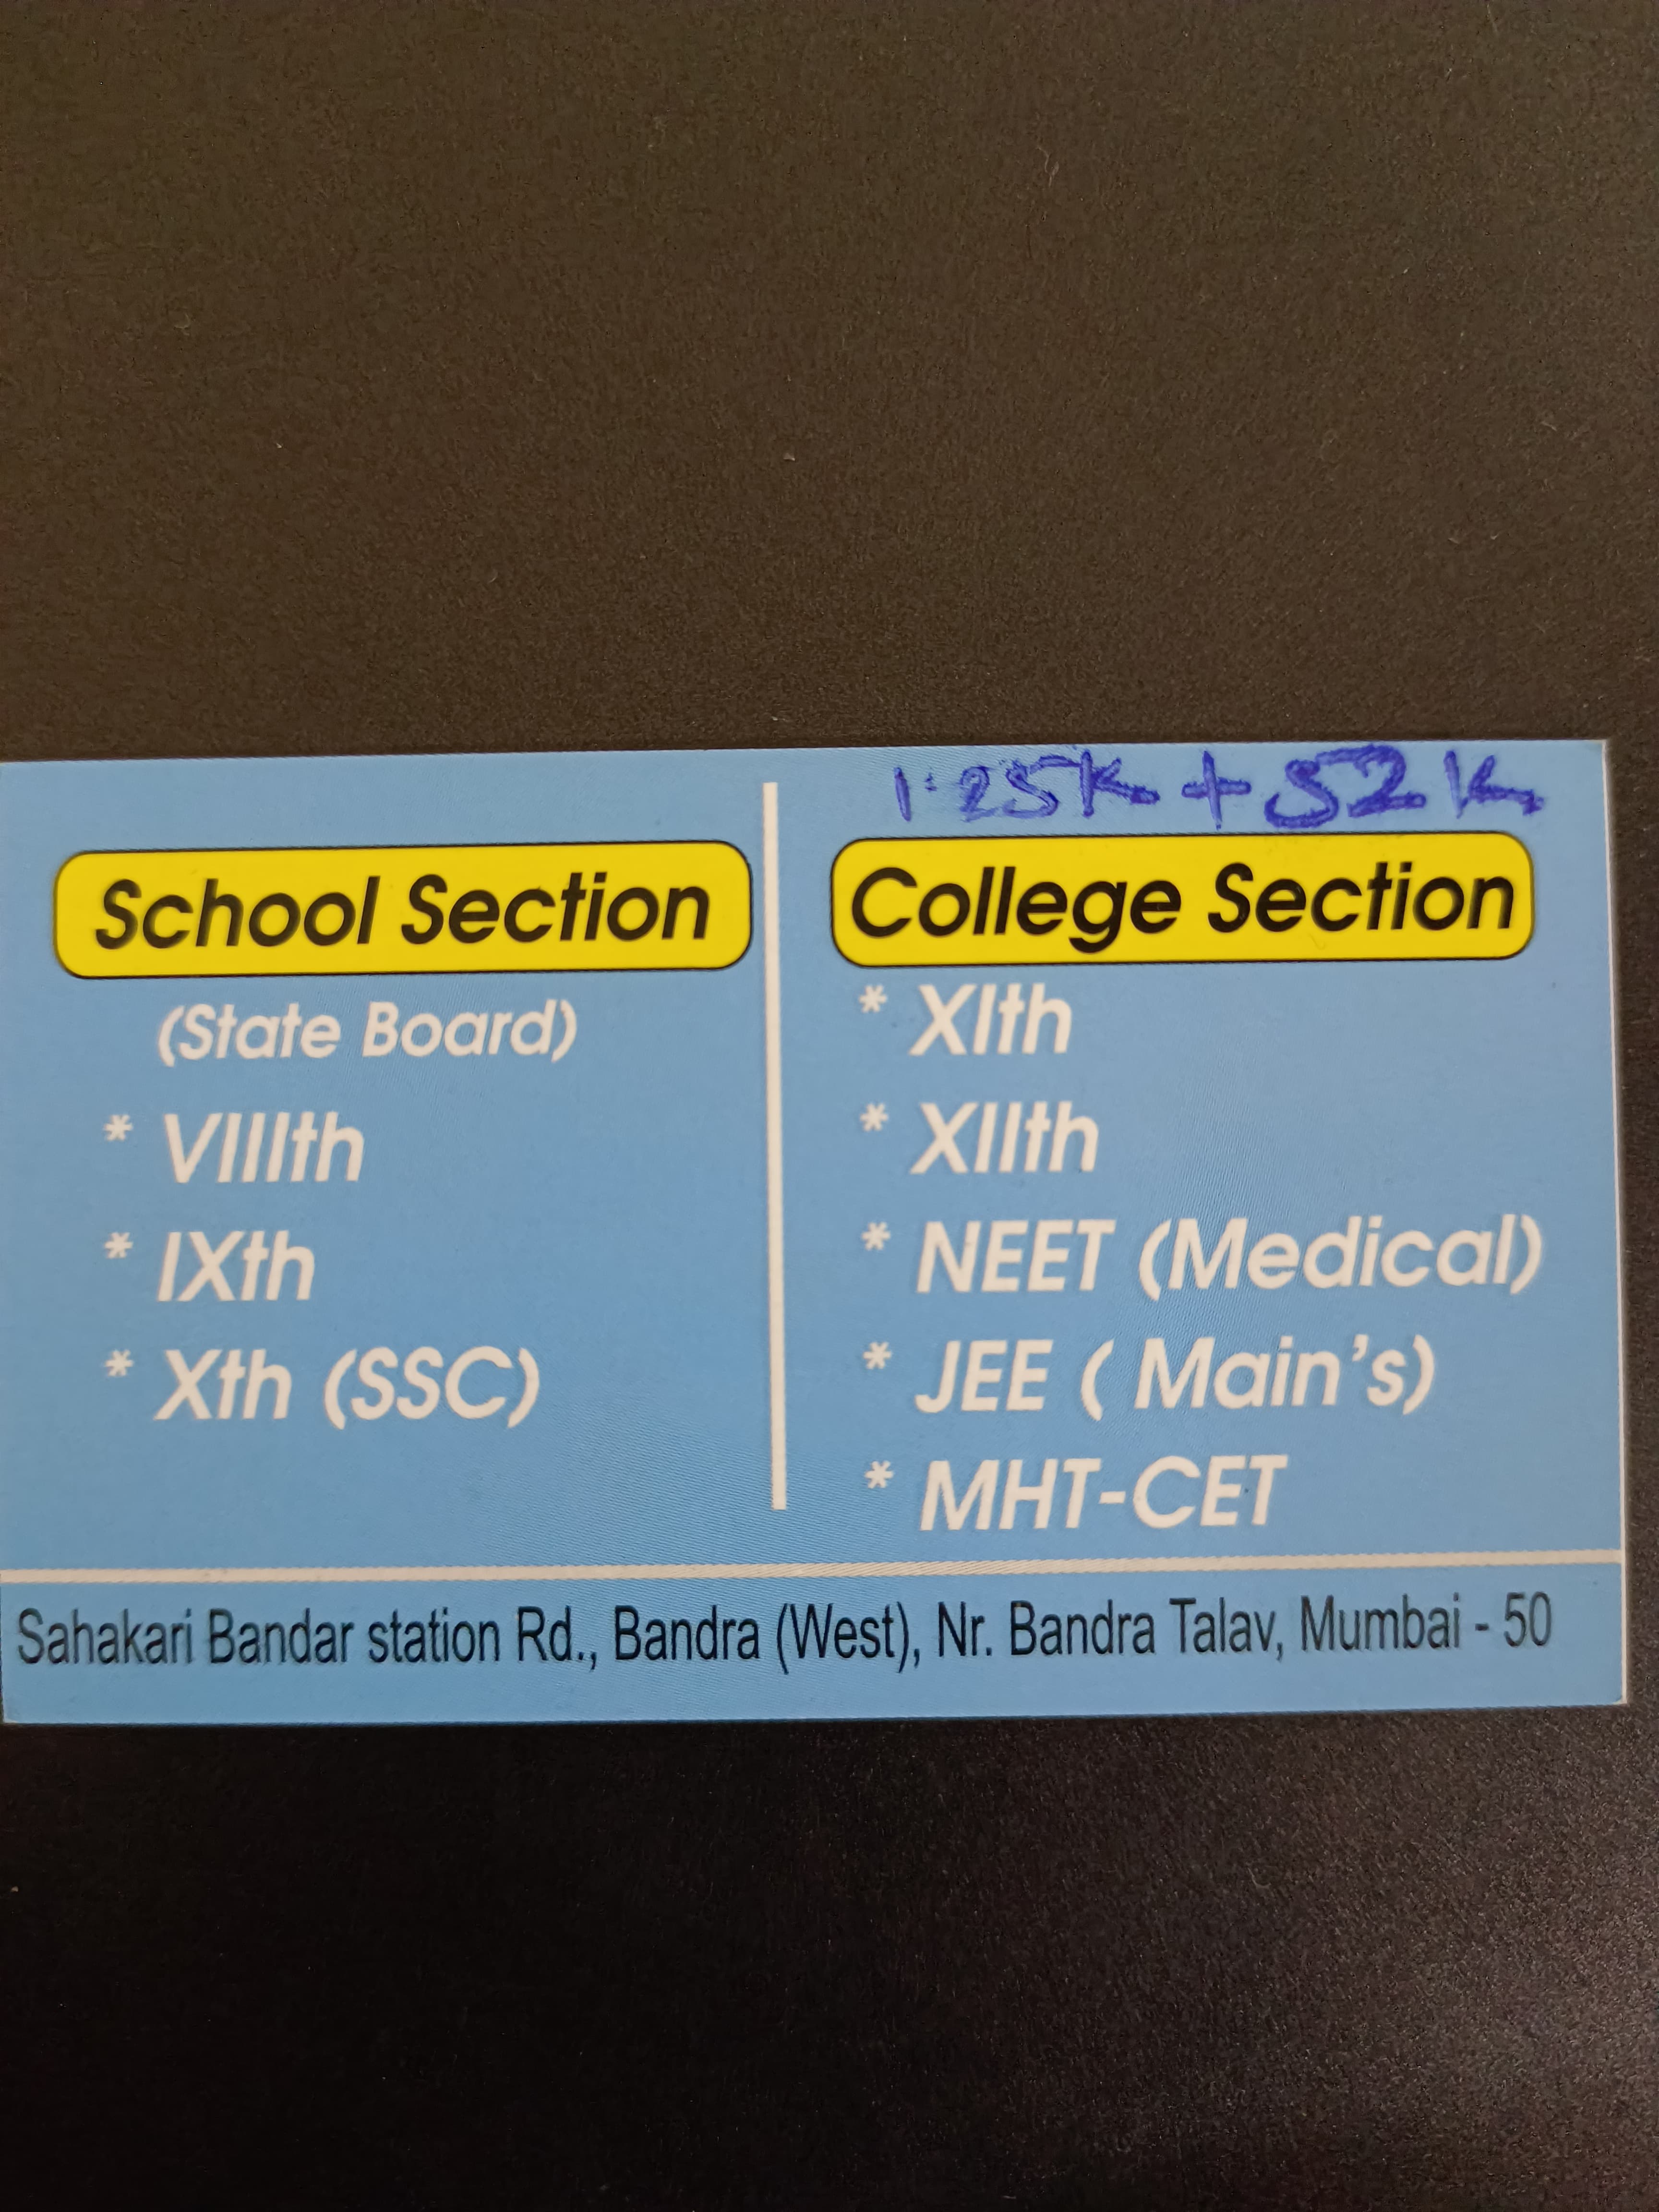 1.25K + 52K
School Section
(State Board)
* VIIIth
* IXth
* Xth (SSC)
College Section
* XIth
* XIIth
* NEET (Medical)
* JEE ( Main's)
* MHT-CET
Sahakari Bandar station Rd., Bandra (West), Nr. Bandra Talav, Mumbai - 50